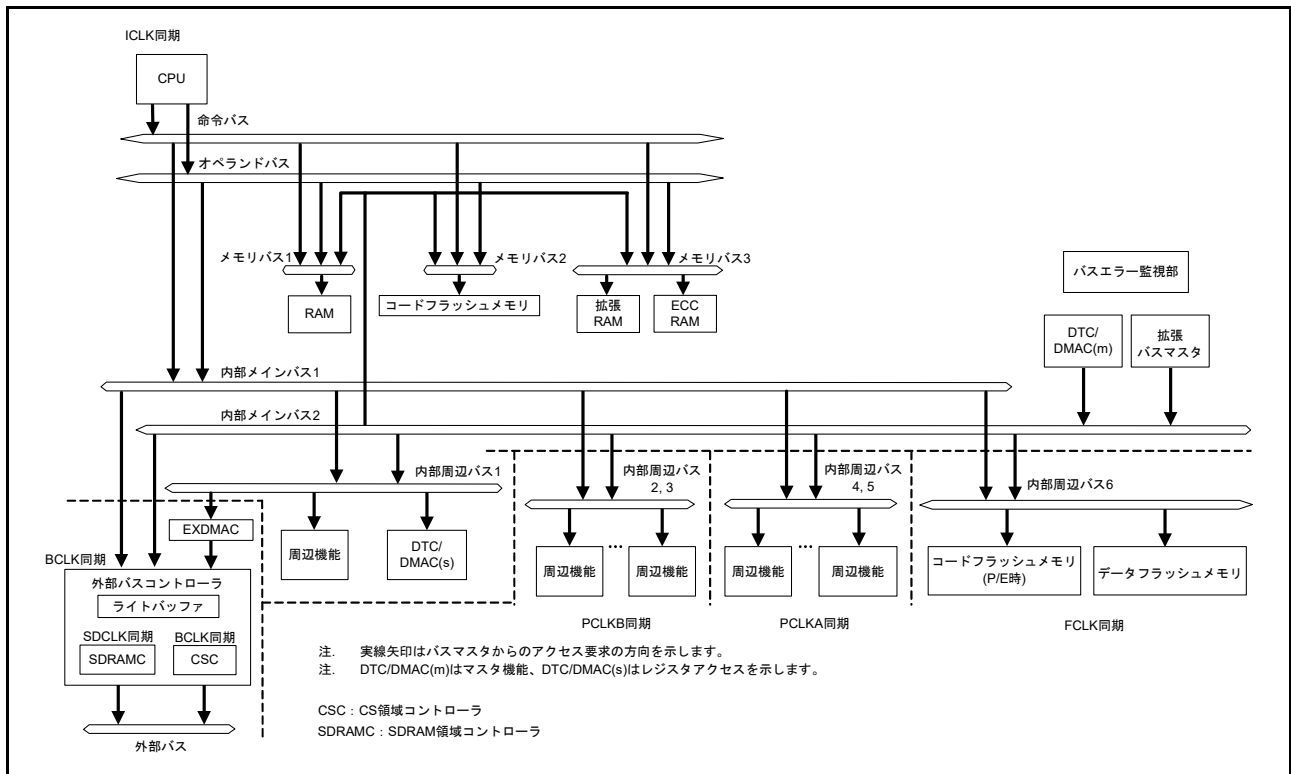 ICLK同期
CPU
命令バス
オペランドバス
メモリバス1
メモリバス2
メモリバス3
RAM
コードフラッシュメモリ
拡張
RAM
ECC
RAM
バスエラー監視部
DTC/
DMAC(m)
拡張
バスマスタ
内部メインバス1
内部メインバス2
内部周辺バス1
内部周辺バス
2, 3
内部周辺バス
4, 5
内部周辺バス6
EXDMAC
周辺機能
DTC/
DMAC(s)
周辺機能
...
周辺機能
周辺機能
...
周辺機能
コードフラッシュメモリ
(P/E時)
データフラッシュメモリ
BCLK同期
外部バスコントローラ
ライトバッファ
SDCLK同期
BCLK同期
SDRAMC
CSC
外部バス
PCLKB同期
PCLKA同期
FCLK同期
注. 実線矢印はバスマスタからのアクセス要求の方向を示します。
注. DTC/DMAC(m)はマスタ機能、DTC/DMAC(s)はレジスタアクセスを示します。
CSC：CS領域コントローラ
SDRAMC：SDRAM領域コントローラ